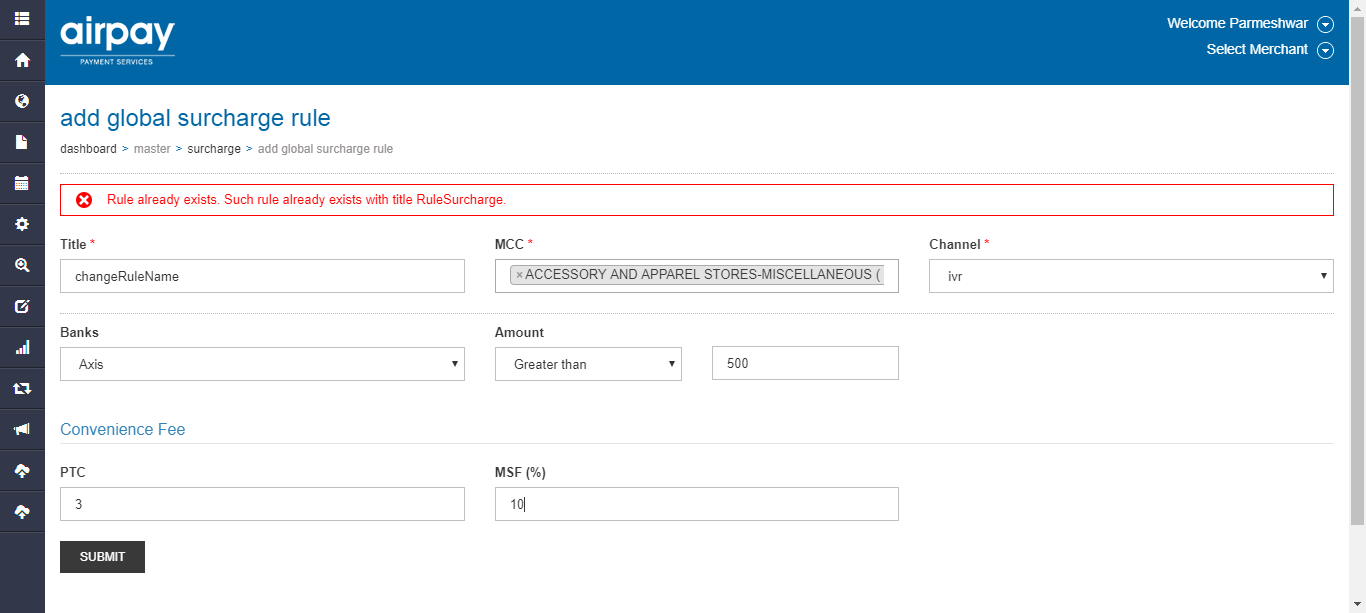 airpay
PAYMENT SERVICES
Welcome Parmeshwar
Select Merchant
add global surcharge rule
dashboard > master > surcharge > add global surcharge rule
Rule already exists. Such rule already exists with title RuleSurcharge.
Title * MCC * Channel *
changeRuleName ×ACCESSORY AND APPAREL STORES-MISCELLANEOUS ( ivr
Banks Amount
Axis Greater than 500
Convenience Fee
PTC MSF (%)
3 10
SUBMIT